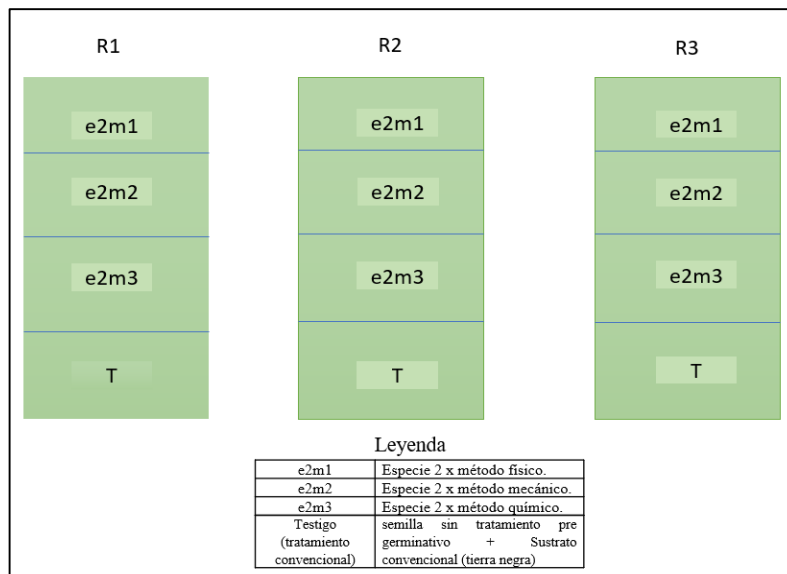 R1 R2 R3
e2m1 e2m1 e2m1
e2m2 e2m2 e2m2
e2m3 e2m3 e2m3
T T T
Leyenda
e2m1 Especie 2 x método físico.
e2m2 Especie 2 x método mecánico.
e2m3 Especie 2 x método químico.
Testigo semilla sin tratamiento pre
(tratamiento germinativo + Sustrato
convencional) convencional (tierra negra)